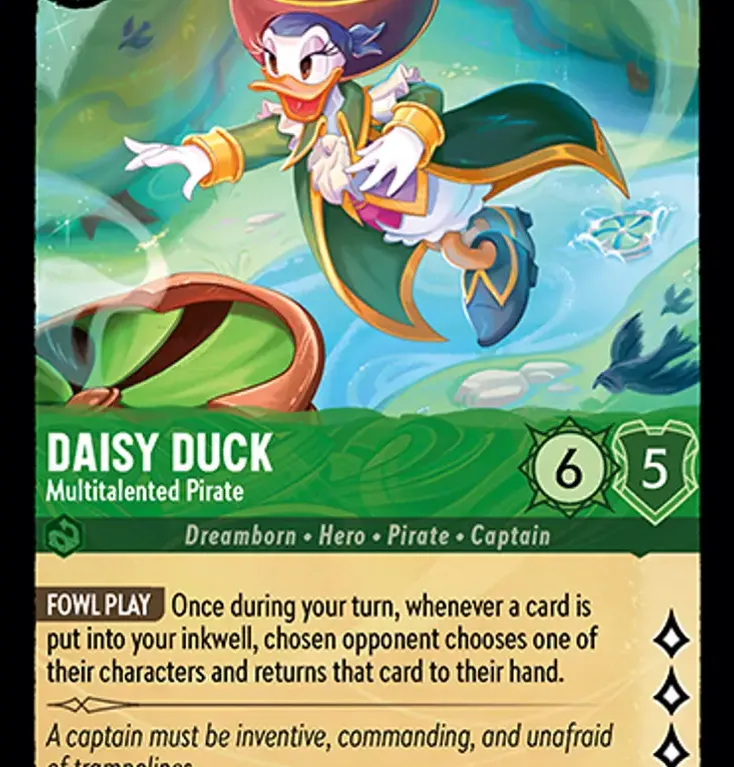 DAISY DUCK
Multitalented Pirate
6
5
Dreamborn • Hero • Pirate • Captain
FOWL PLAY Once during your turn, whenever a card is
put into your inkwell, chosen opponent chooses one of
their characters and returns that card to their hand.
A captain must be inventive, commanding, and unafraid
of trampolines.